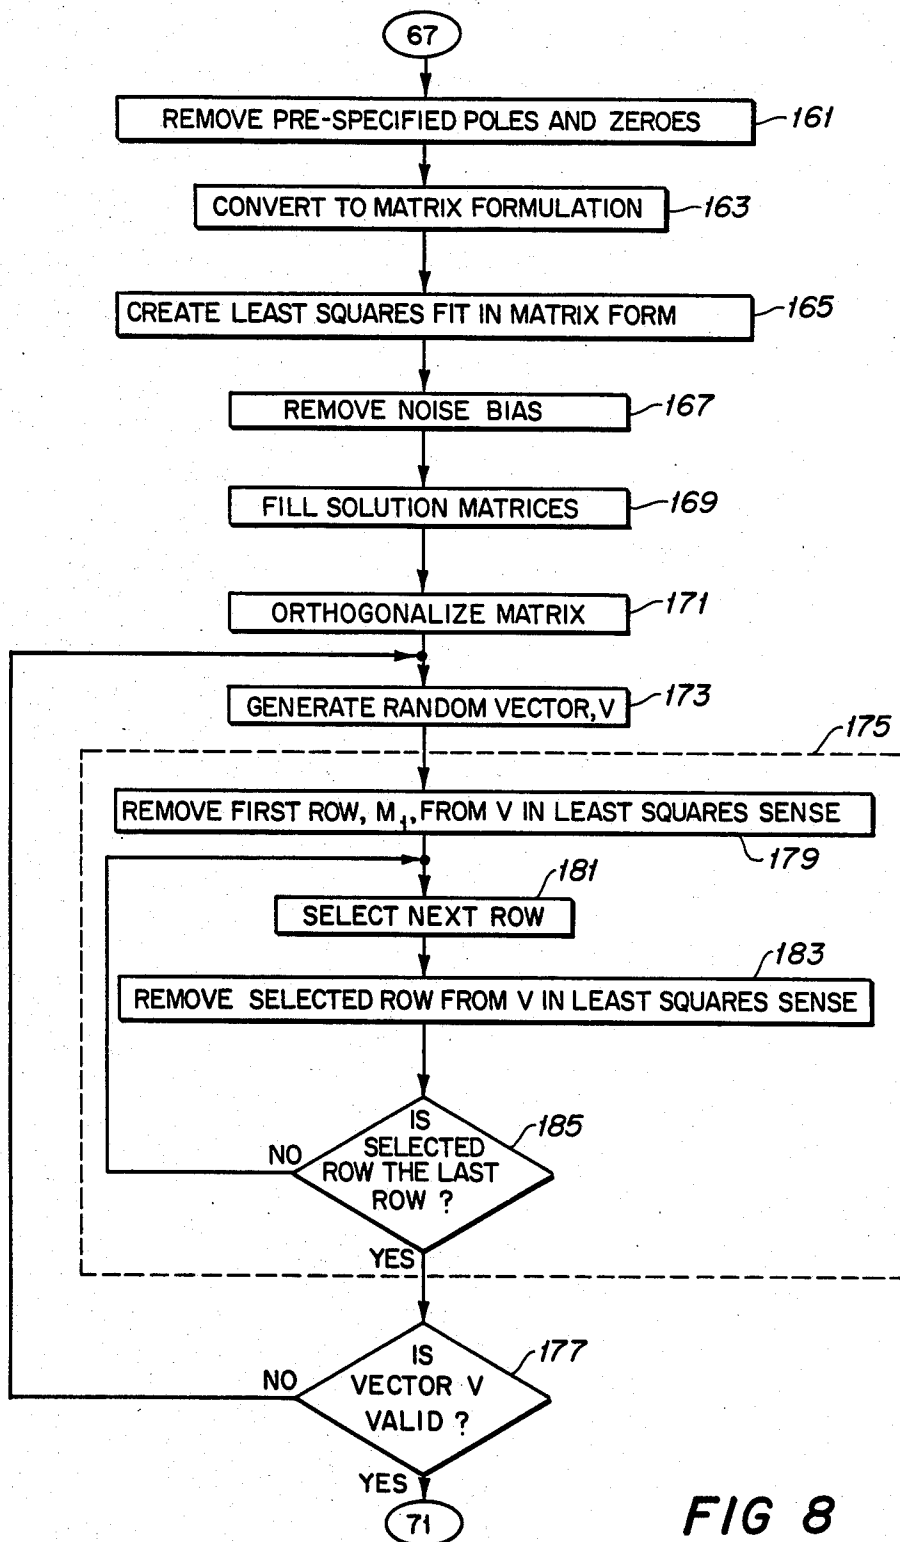 67
REMOVE PRE-SPECIFIED POLES AND ZEROES
161
CONVERT TO MATRIX FORMULATION
163
CREATE LEAST SQUARES FIT IN MATRIX FORM
165
REMOVE NOISE BIAS
167
FILL SOLUTION MATRICES
169
ORTHOGONALIZE MATRIX
171
GENERATE RANDOM VECTOR, V
173
175
REMOVE FIRST ROW, M₁, FROM V IN LEAST SQUARES SENSE
179
181
SELECT NEXT ROW
183
REMOVE SELECTED ROW FROM V IN LEAST SQUARES SENSE
IS
SELECTED
ROW THE LAST
ROW ?
185
NO
YES
IS
VECTOR V
VALID ?
177
NO
YES
71
FIG 8